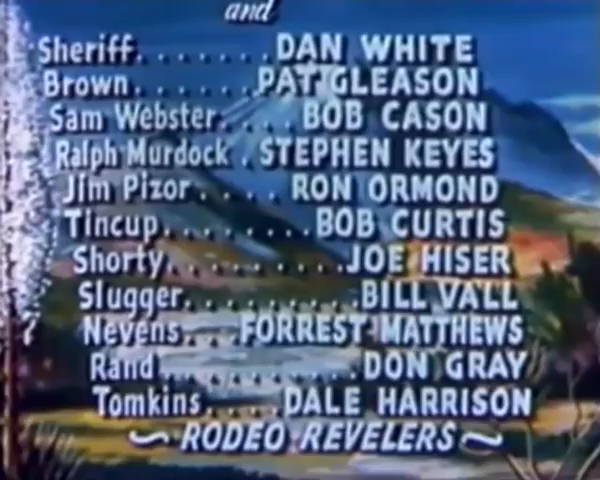 and
Sheriff.......DAN WHITE
Brown......PAT GLEASON
Sam Webster....BOB CASON
Ralph Murdock.STEPHEN KEYES
Jim Pizor....RON ORMOND
Tincup........BOB CURTIS
Shorty.........JOE HISER
Slugger.........BILL VALL
Nevens...FORREST MATTHEWS
Rand..........DON GRAY
Tomkins....DALE HARRISON
~RODEO REVELERS~